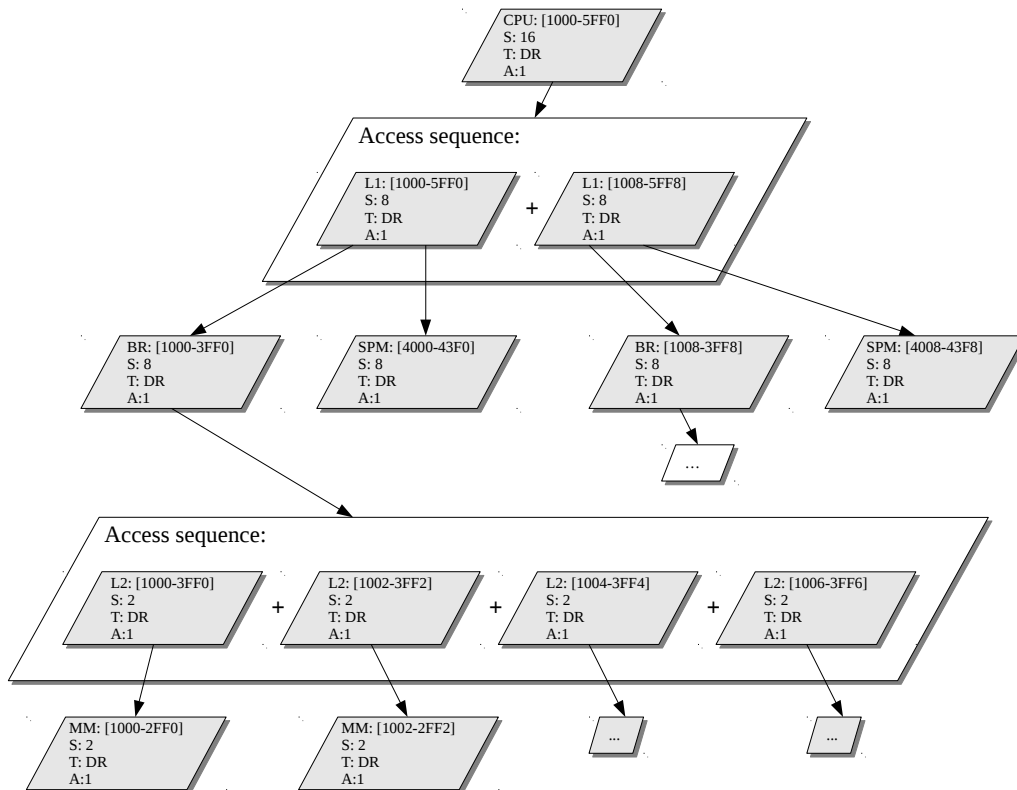 CPU: [1000-5FF0]
S: 16
T: DR
A:1
Access sequence:
L1: [1000-5FF0]
S: 8
T: DR
A:1
+
L1: [1008-5FF8]
S: 8
T: DR
A:1
BR: [1000-3FF0]
S: 8
T: DR
A:1
SPM: [4000-43F0]
S: 8
T: DR
A:1
BR: [1008-3FF8]
S: 8
T: DR
A:1
SPM: [4008-43F8]
S: 8
T: DR
A:1
...
Access sequence:
L2: [1000-3FF0]
S: 2
T: DR
A:1
+
L2: [1002-3FF2]
S: 2
T: DR
A:1
+
L2: [1004-3FF4]
S: 2
T: DR
A:1
+
L2: [1006-3FF6]
S: 2
T: DR
A:1
MM: [1000-2FF0]
S: 2
T: DR
A:1
MM: [1002-2FF2]
S: 2
T: DR
A:1
...
...